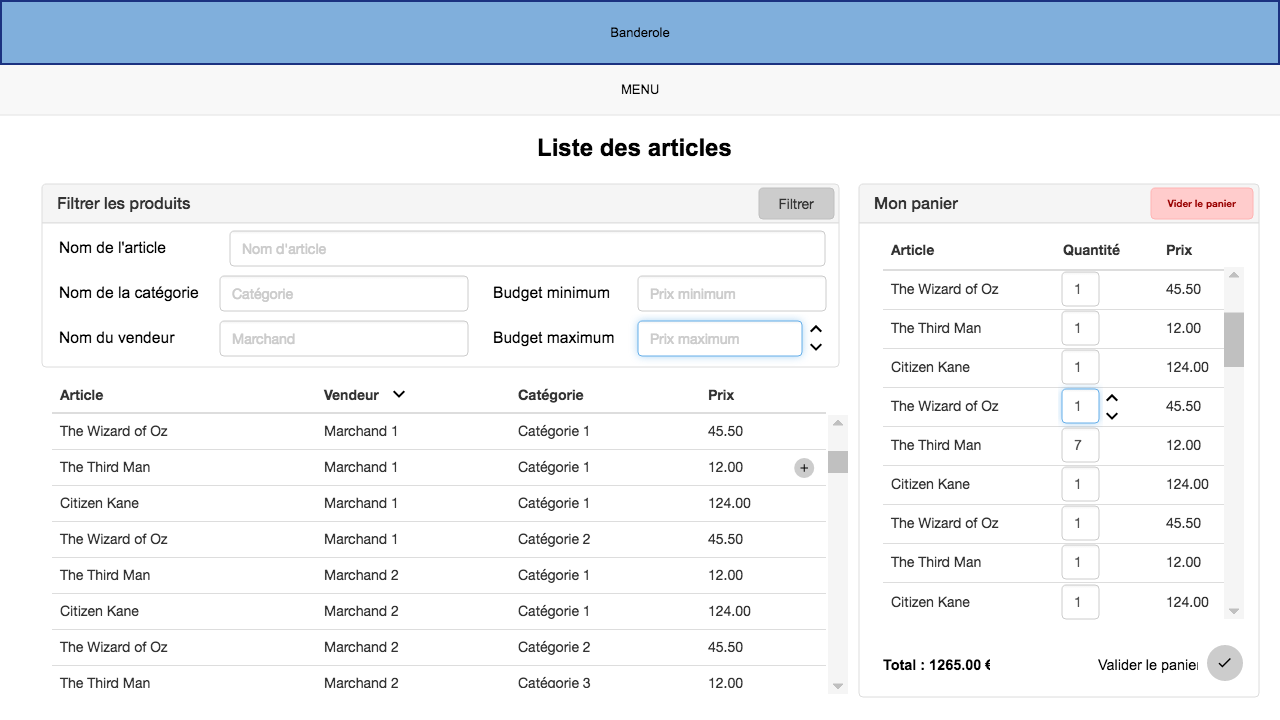 Banderole
MENU
Liste des articles
Filtrer les produits Filtrer
Nom de l'article Nom d'article
Nom de la catégorie Catégorie Budget minimum Prix minimum
Nom du vendeur Marchand Budget maximum Prix maximum
Article Vendeur Catégorie Prix
The Wizard of Oz Marchand 1 Catégorie 1 45.50
The Third Man Marchand 1 Catégorie 1 12.00 +
Citizen Kane Marchand 1 Catégorie 1 124.00
The Wizard of Oz Marchand 1 Catégorie 2 45.50
The Third Man Marchand 2 Catégorie 1 12.00
Citizen Kane Marchand 2 Catégorie 1 124.00
The Wizard of Oz Marchand 2 Catégorie 2 45.50
The Third Man Marchand 2 Catégorie 3 12.00
Mon panier Vider le panier
Article Quantité Prix
The Wizard of Oz 1 45.50
The Third Man 1 12.00
Citizen Kane 1 124.00
The Wizard of Oz 1 45.50
The Third Man 7 12.00
Citizen Kane 1 124.00
The Wizard of Oz 1 45.50
The Third Man 1 12.00
Citizen Kane 1 124.00
Total : 1265.00 € Valider le panier